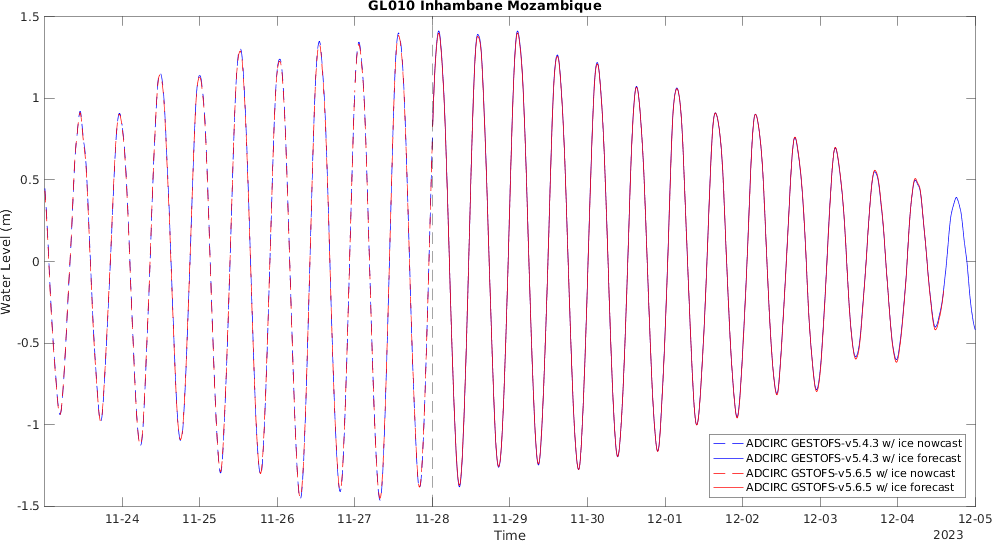 GL010 Inhambane Mozambique
1.5
1
0.5
0
-0.5
-1
-1.5
Water Level (m)
ADCIRC GESTOFS-v5.4.3 w/ ice nowcast
ADCIRC GESTOFS-v5.4.3 w/ ice forecast
ADCIRC GSTOFS-v5.6.5 w/ ice nowcast
ADCIRC GSTOFS-v5.6.5 w/ ice forecast
11-24 11-25 11-26 11-27 11-28 11-29 11-30 12-01 12-02 12-03 12-04 12-05
Time
2023